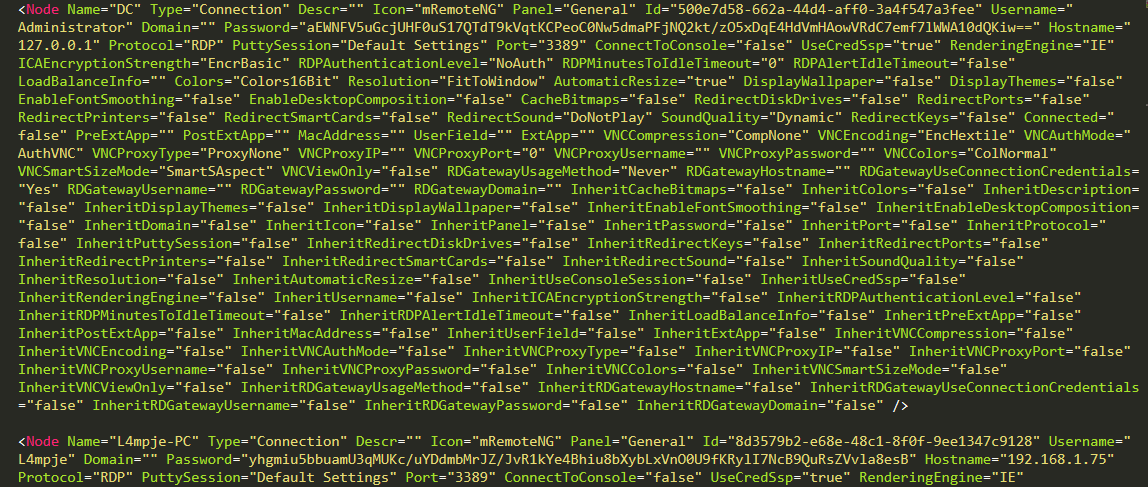 <Node Name="DC" Type="Connection" Descr="" Icon="mRemoteNG" Panel="General" Id="500e7d58-662a-44d4-aff0-3a4f547a3fee" Username="
Administrator" Domain="" Password="aEWNFV5uGcjUHF0uS17QTdT9kVqtKCPeoC0Nw5dmaPFjNQ2kt/zO5xDqE4HdVmHAowVRdC7emf7lWWA10dQKiw==" Hostname="
127.0.0.1" Protocol="RDP" PuttySession="Default Settings" Port="3389" ConnectToConsole="false" UseCredSsp="true" RenderingEngine="IE"
ICAEncryptionStrength="EncrBasic" RDPAuthenticationLevel="NoAuth" RDPMinutesToIdleTimeout="0" RDPAlertIdleTimeout="false"
LoadBalanceInfo="" Colors="Colors16Bit" Resolution="FitToWindow" AutomaticResize="true" DisplayWallpaper="false" DisplayThemes="false"
EnableFontSmoothing="false" EnableDesktopComposition="false" CacheBitmaps="false" RedirectDiskDrives="false" RedirectPorts="false"
RedirectPrinters="false" RedirectSmartCards="false" RedirectSound="DoNotPlay" SoundQuality="Dynamic" RedirectKeys="false" Connected="
false" PreExtApp="" PostExtApp="" MacAddress="" UserField="" ExtApp="" VNCCompression="CompNone" VNCEncoding="EncHextile" VNCAuthMode="
AuthVNC" VNCProxyType="ProxyNone" VNCProxyIP="" VNCProxyPort="0" VNCProxyUsername="" VNCProxyPassword="" VNCColors="ColNormal"
VNCSmartSizeMode="SmartSAspect" VNCViewOnly="false" RDGatewayUsageMethod="Never" RDGatewayHostname="" RDGatewayUseConnectionCredentials=
"Yes" RDGatewayUsername="" RDGatewayPassword="" RDGatewayDomain="" InheritCacheBitmaps="false" InheritColors="false" InheritDescription
="false" InheritDisplayThemes="false" InheritDisplayWallpaper="false" InheritEnableFontSmoothing="false" InheritEnableDesktopComposition
="false" InheritDomain="false" InheritIcon="false" InheritPanel="false" InheritPassword="false" InheritPort="false" InheritProtocol="
false" InheritPuttySession="false" InheritRedirectDiskDrives="false" InheritRedirectKeys="false" InheritRedirectPorts="false"
InheritRedirectPrinters="false" InheritRedirectSmartCards="false" InheritRedirectSound="false" InheritSoundQuality="false"
InheritResolution="false" InheritAutomaticResize="false" InheritUseConsoleSession="false" InheritUseCredSsp="false"
InheritRenderingEngine="false" InheritUsername="false" InheritICAEncryptionStrength="false" InheritRDPAuthenticationLevel="false"
InheritRDPMinutesToIdleTimeout="false" InheritRDPAlertIdleTimeout="false" InheritLoadBalanceInfo="false" InheritPreExtApp="false"
InheritPostExtApp="false" InheritMacAddress="false" InheritUserField="false" InheritExtApp="false" InheritVNCCompression="false"
InheritVNCEncoding="false" InheritVNCAuthMode="false" InheritVNCProxyType="false" InheritVNCProxyIP="false" InheritVNCProxyPort="false"
InheritVNCProxyUsername="false" InheritVNCProxyPassword="false" InheritVNCColors="false" InheritVNCSmartSizeMode="false"
InheritVNCViewOnly="false" InheritRDGatewayUsageMethod="false" InheritRDGatewayHostname="false" InheritRDGatewayUseConnectionCredentials
="false" InheritRDGatewayUsername="false" InheritRDGatewayPassword="false" InheritRDGatewayDomain="false" />
<Node Name="L4mpje-PC" Type="Connection" Descr="" Icon="mRemoteNG" Panel="General" Id="8d3579b2-e68e-48c1-8f0f-9ee1347c9128" Username="
L4mpje" Domain="" Password="yhgmiu5bbuamU3qMUKc/uYDdmbMrJZ/JvR1kYe4Bhiu8bXybLxVnO0U9fKRylI7NcB9QuRsZVvla8esB" Hostname="192.168.1.75"
Protocol="RDP" PuttySession="Default Settings" Port="3389" ConnectToConsole="false" UseCredSsp="true" RenderingEngine="IE"